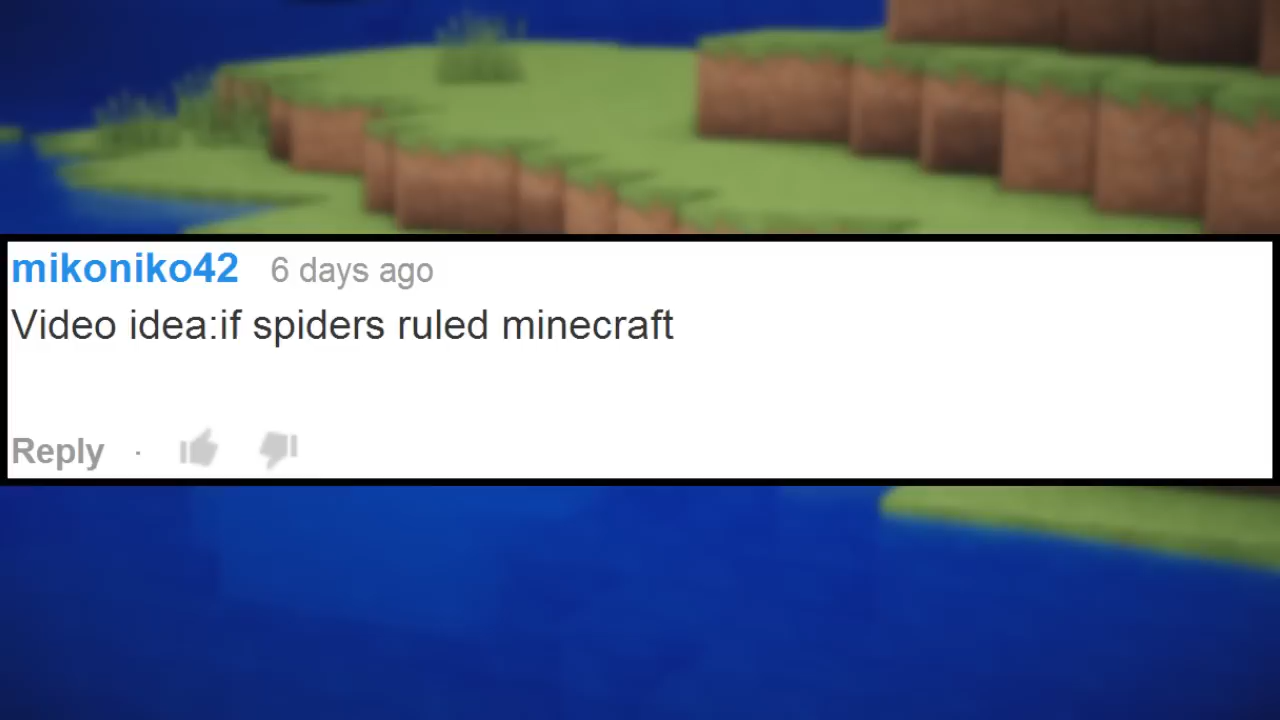 mikoniko42 6 days ago
Video idea:if spiders ruled minecraft
Reply ·